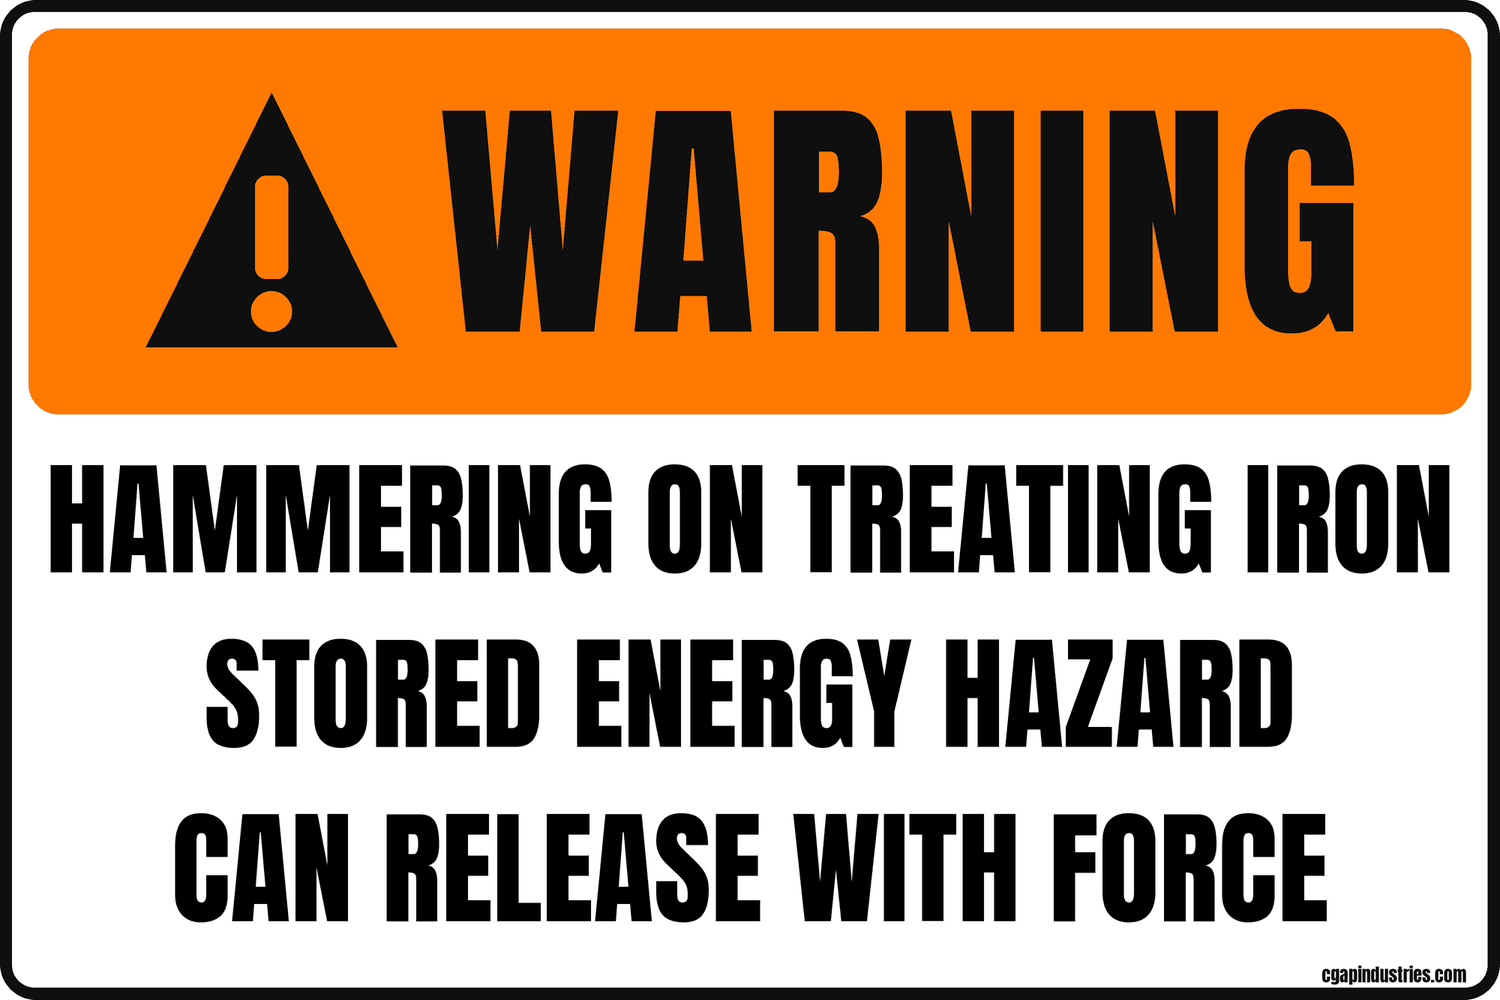 WARNING
HAMMERING ON TREATING IRON
STORED ENERGY HAZARD
CAN RELEASE WITH FORCE
cgapindustries.com